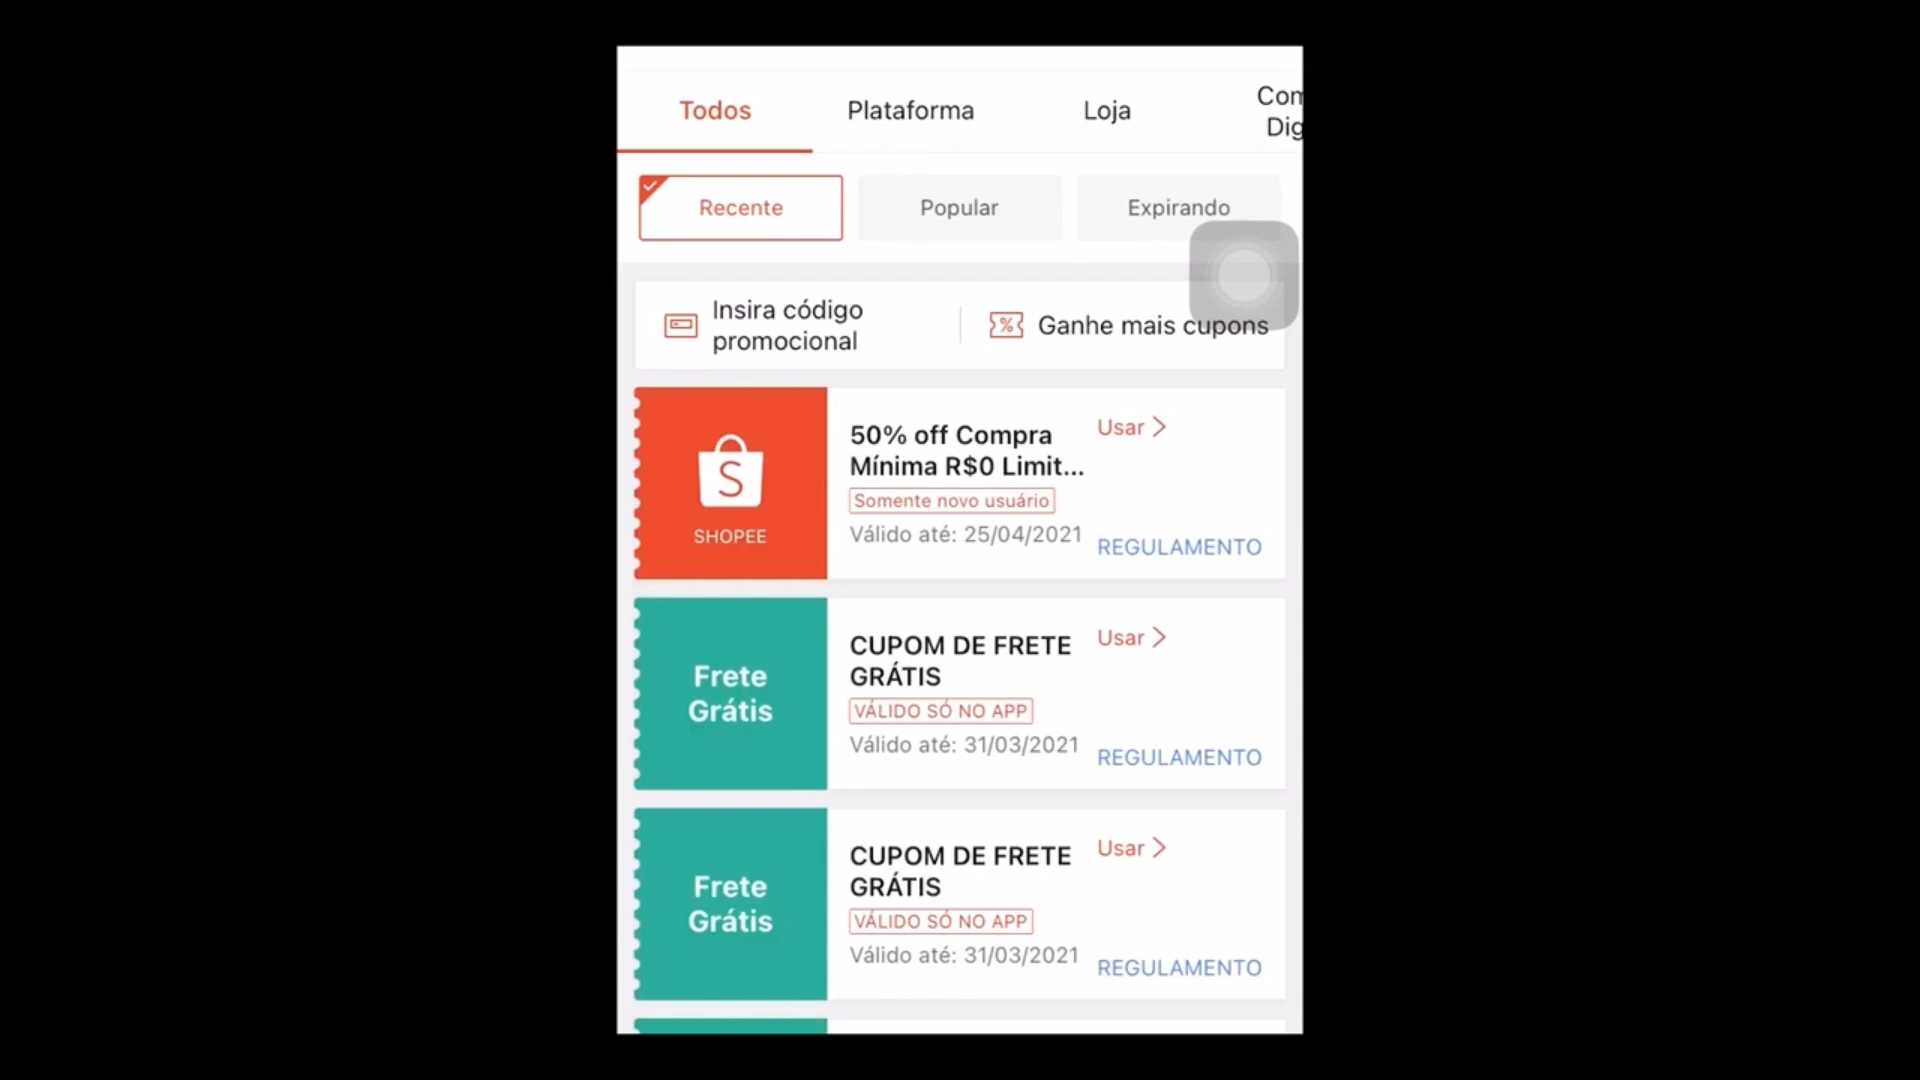 Todos
Plataforma
Loja
Recente
Popular
Expirando
Insira código
promocional
Ganhe mais cupons
S
SHOPEE
50% off Compra
Mínima R$0 Limit...
Somente novo usuário
Válido até: 25/04/2021
Usar
REGULAMENTO
Frete
Grátis
CUPOM DE FRETE
GRÁTIS
VÁLIDO SÓ NO APP
Válido até: 31/03/2021
Usar
REGULAMENTO
Frete
Grátis
CUPOM DE FRETE
GRÁTIS
VÁLIDO SÓ NO APP
Válido até: 31/03/2021
Usar
REGULAMENTO